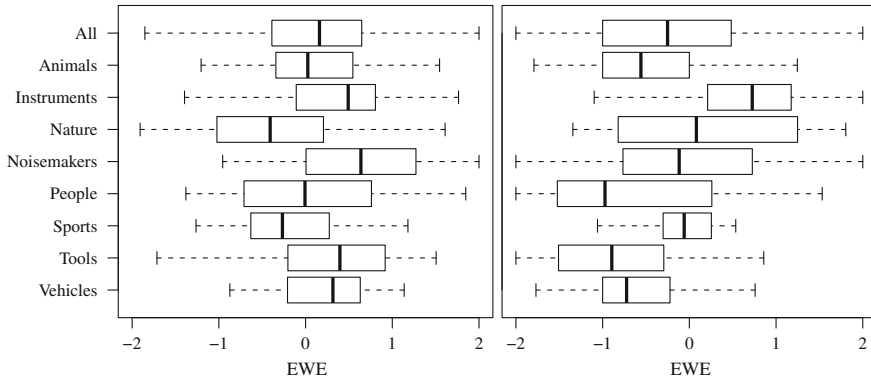 All
Animals
Instruments
Nature
Noisemakers
People
Sports
Tools
Vehicles
−2 −1 0 1 2
EWE
−2 −1 0 1 2
EWE